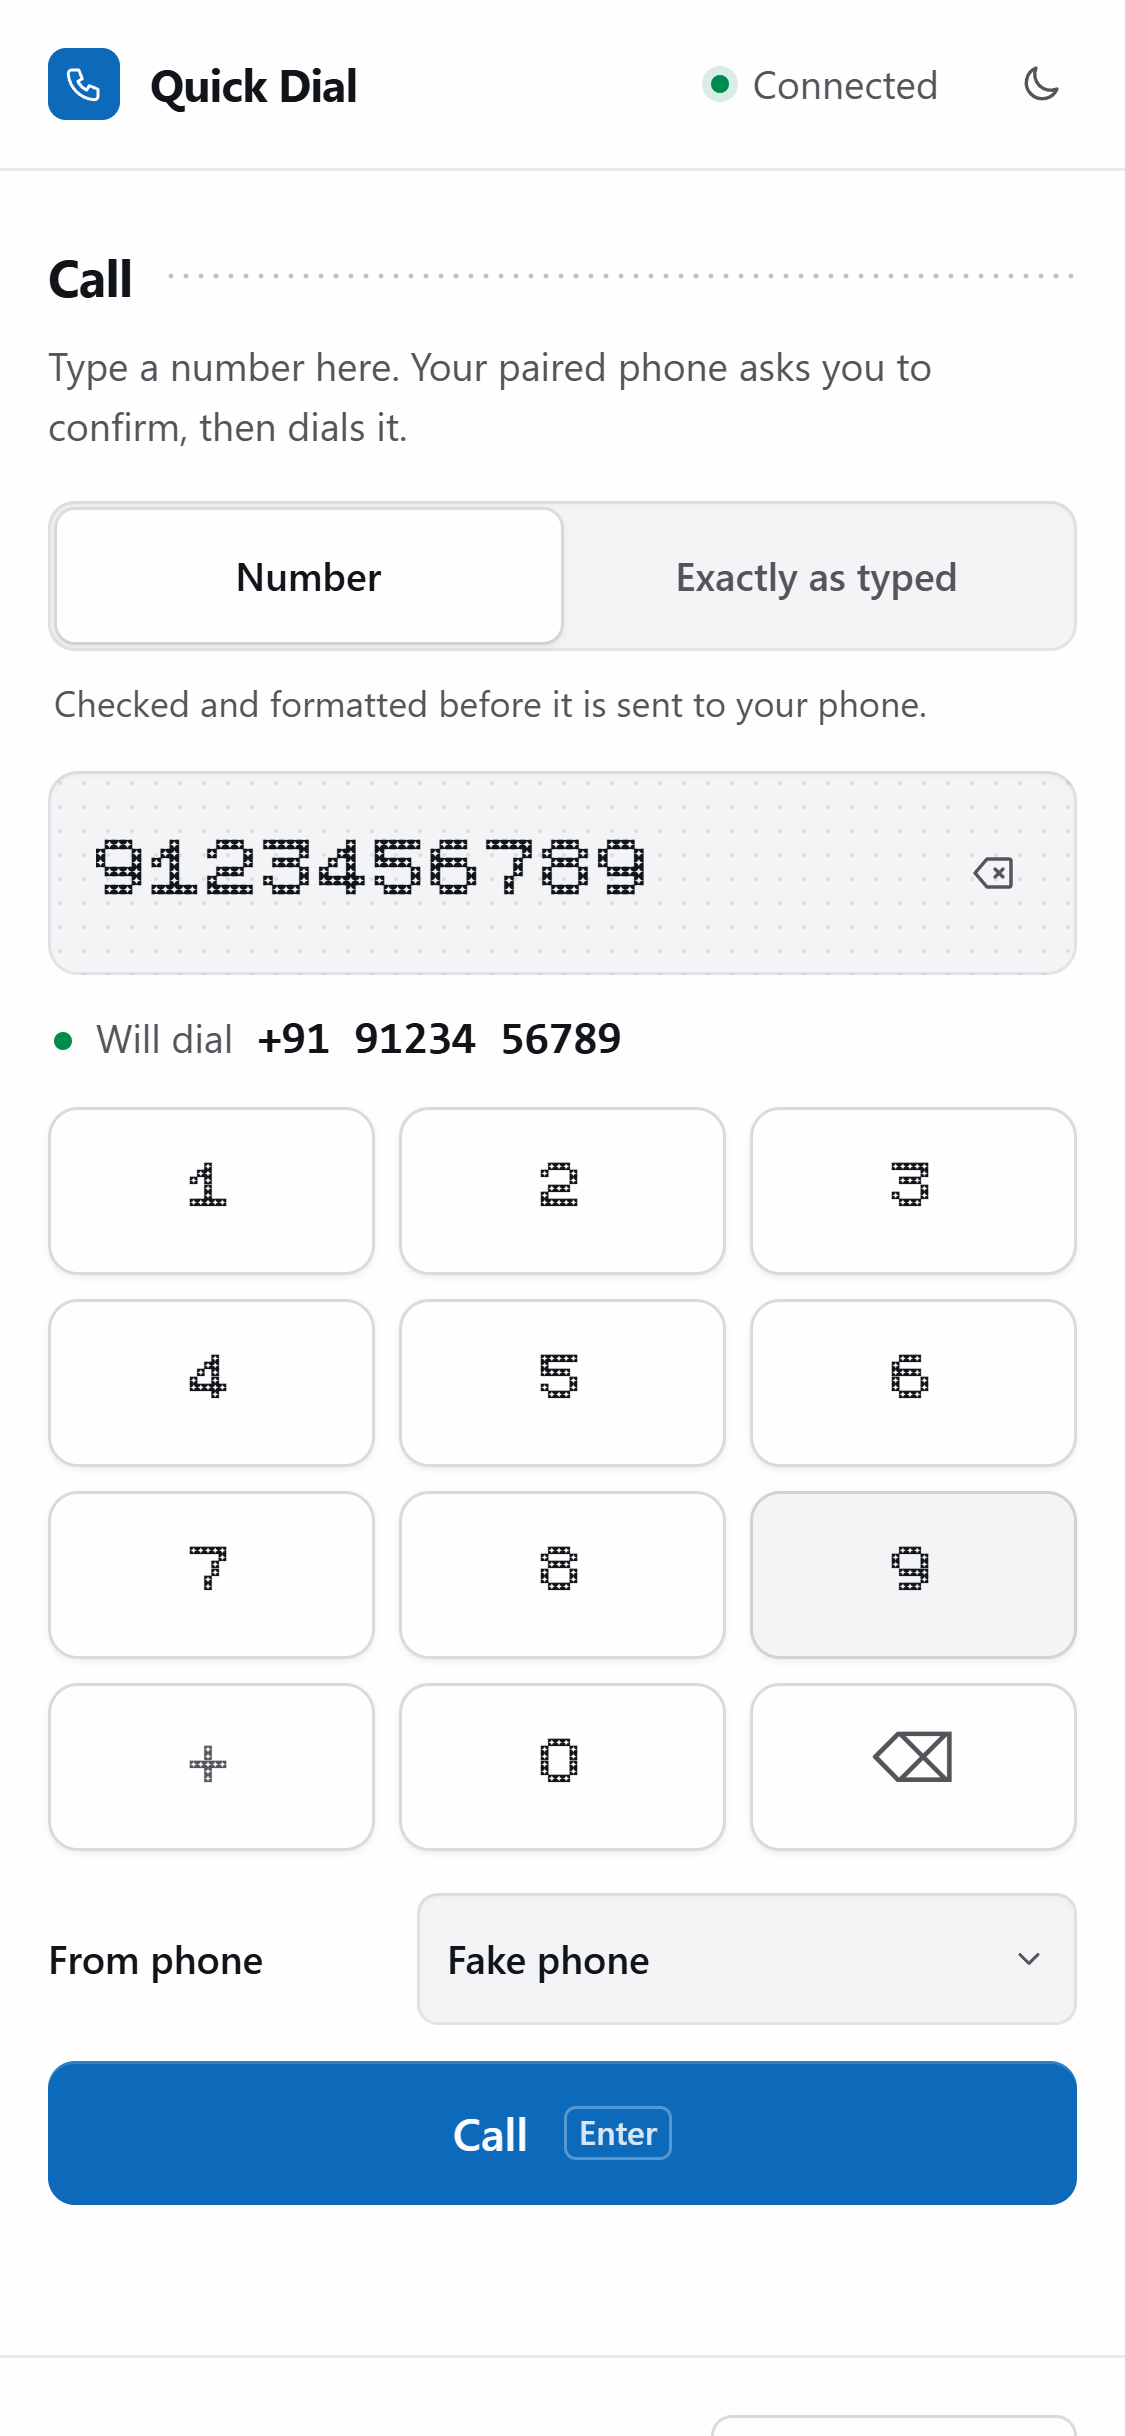 Quick Dial
Connected
Call
Type a number here. Your paired phone asks you to
confirm, then dials it.
Number
Exactly as typed
Checked and formatted before it is sent to your phone.
9123456789
Will dial +91 91234 56789
1 2 3
4 5 6
7 8 9
+ 0
From phone
Fake phone
Call Enter